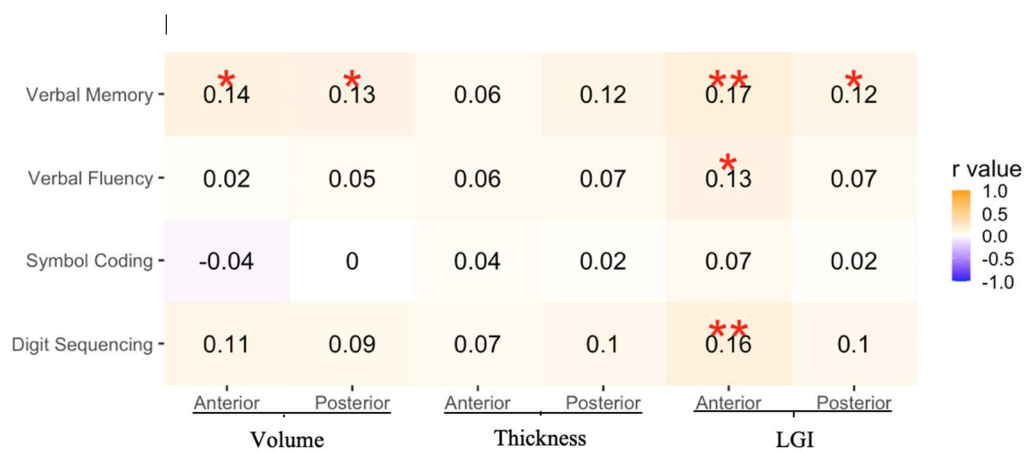 Verbal Memory 0.14* 0.13* 0.06 0.12 0.17** 0.12*
Verbal Fluency 0.02 0.05 0.06 0.07 0.13* 0.07
Symbol Coding -0.04 0 0.04 0.02 0.07 0.02
Digit Sequencing 0.11 0.09 0.07 0.1 0.16** 0.1
Anterior Posterior Anterior Posterior Anterior Posterior
Volume Thickness LGI
r value
1.0
0.5
0.0
-0.5
-1.0